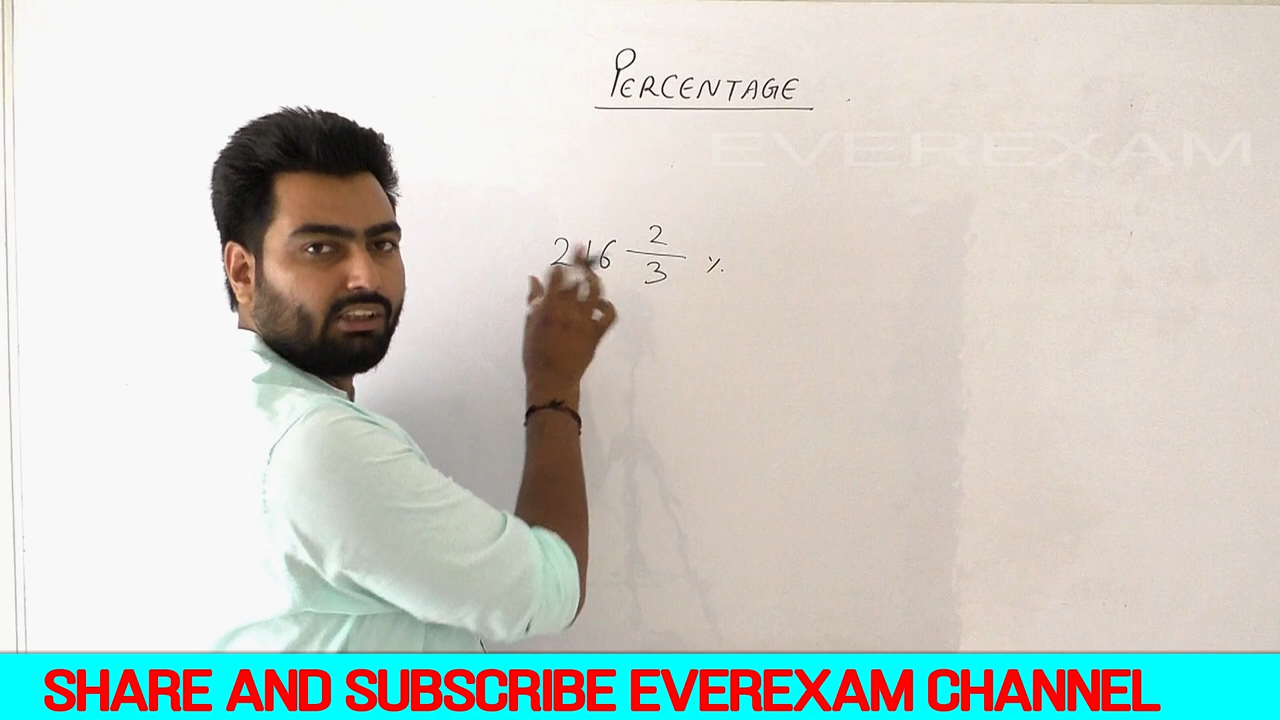 PERCENTAGE
EVEREXAM
216 2/3 %
SHARE AND SUBSCRIBE EVEREXAM CHANNEL